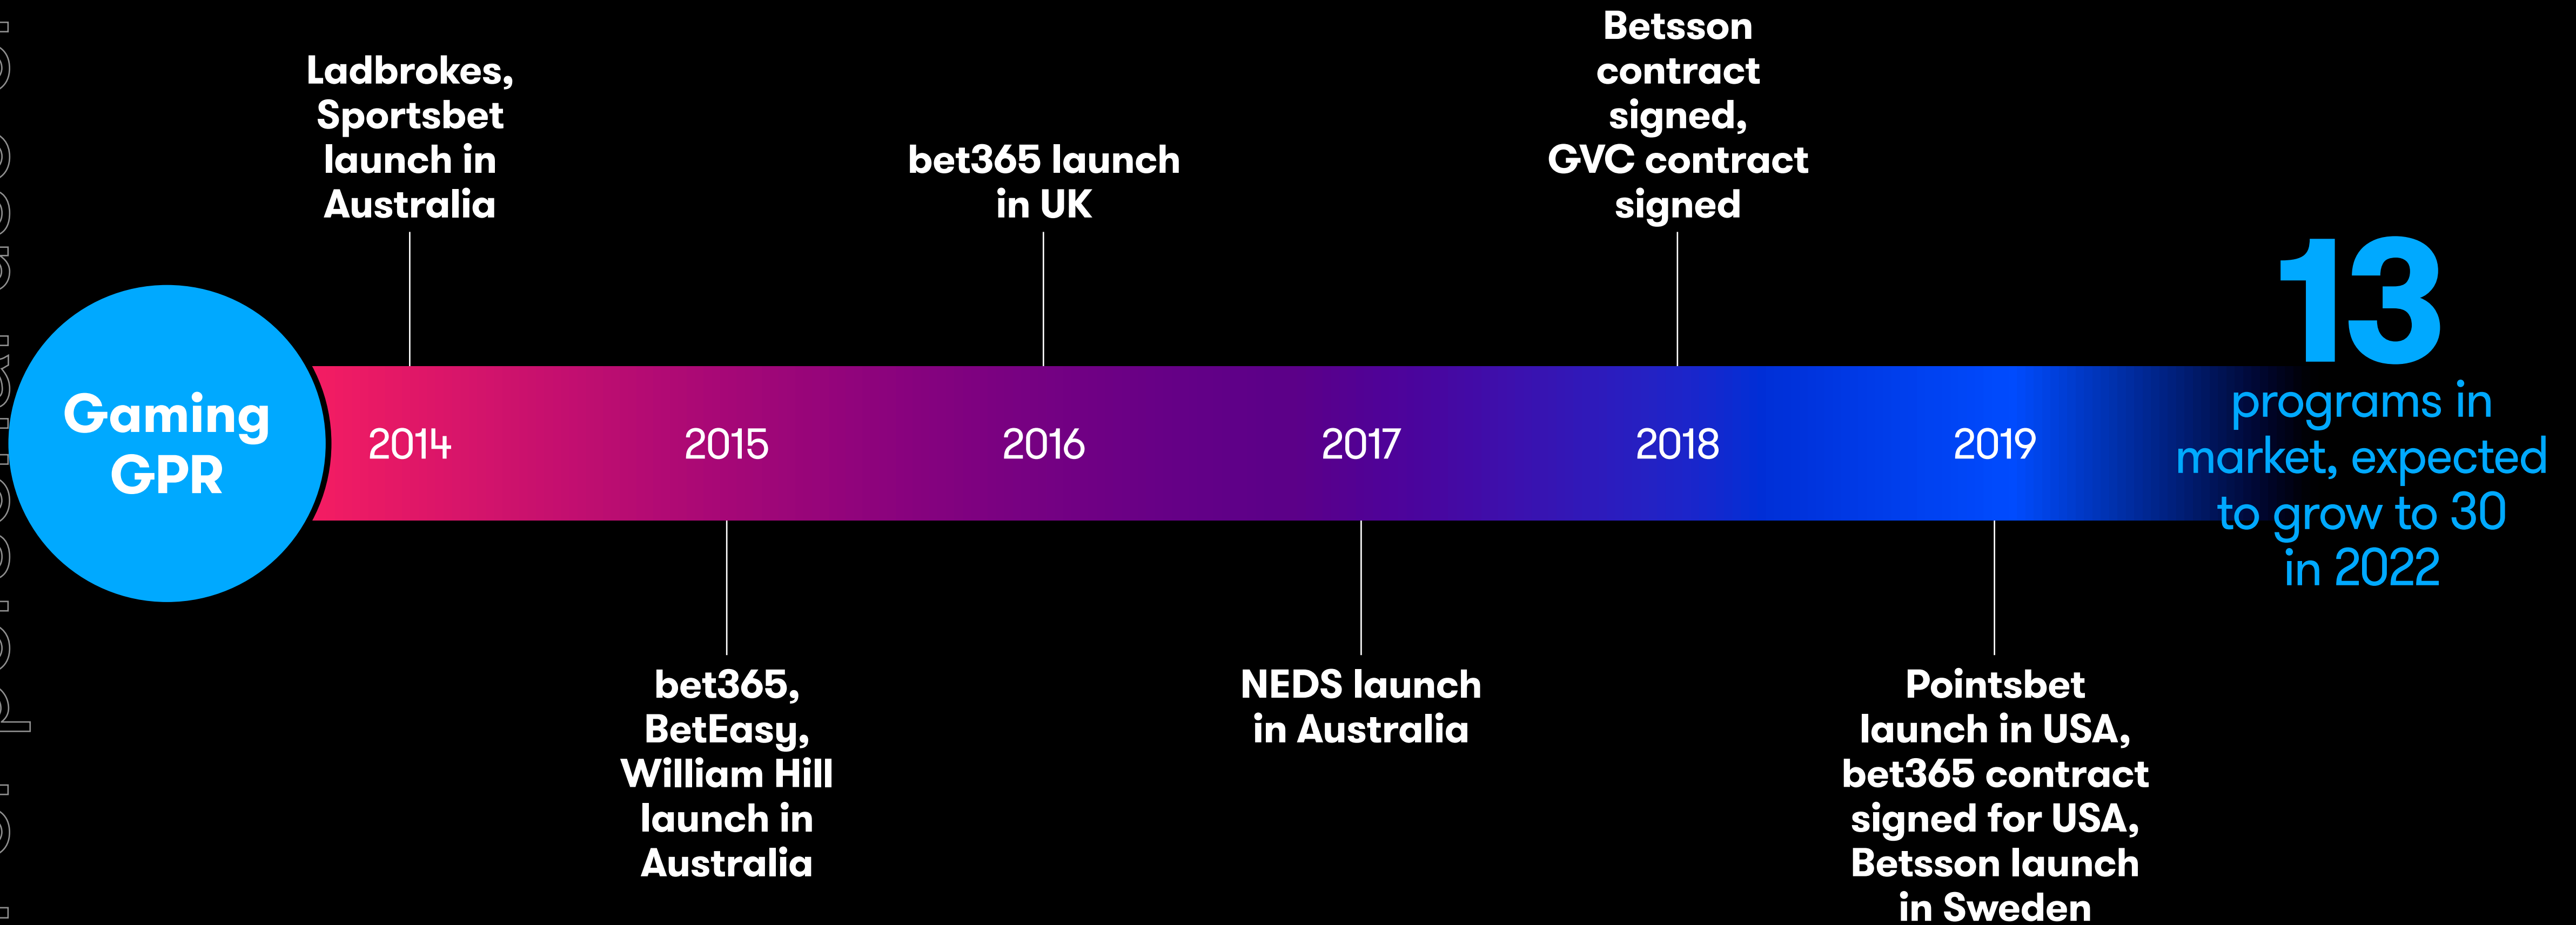 Gaming
GPR
Ladbrokes,
Sportsbet
launch in
Australia
2014
bet365,
BetEasy,
William Hill
launch in
Australia
2015
bet365 launch
in UK
2016
NEDS launch
in Australia
2017
Betsson
contract
signed,
GVC contract
signed
2018
Pointsbet
launch in USA,
bet365 contract
signed for USA,
Betsson launch
in Sweden
2019
13
programs in
market, expected
to grow to 30
in 2022